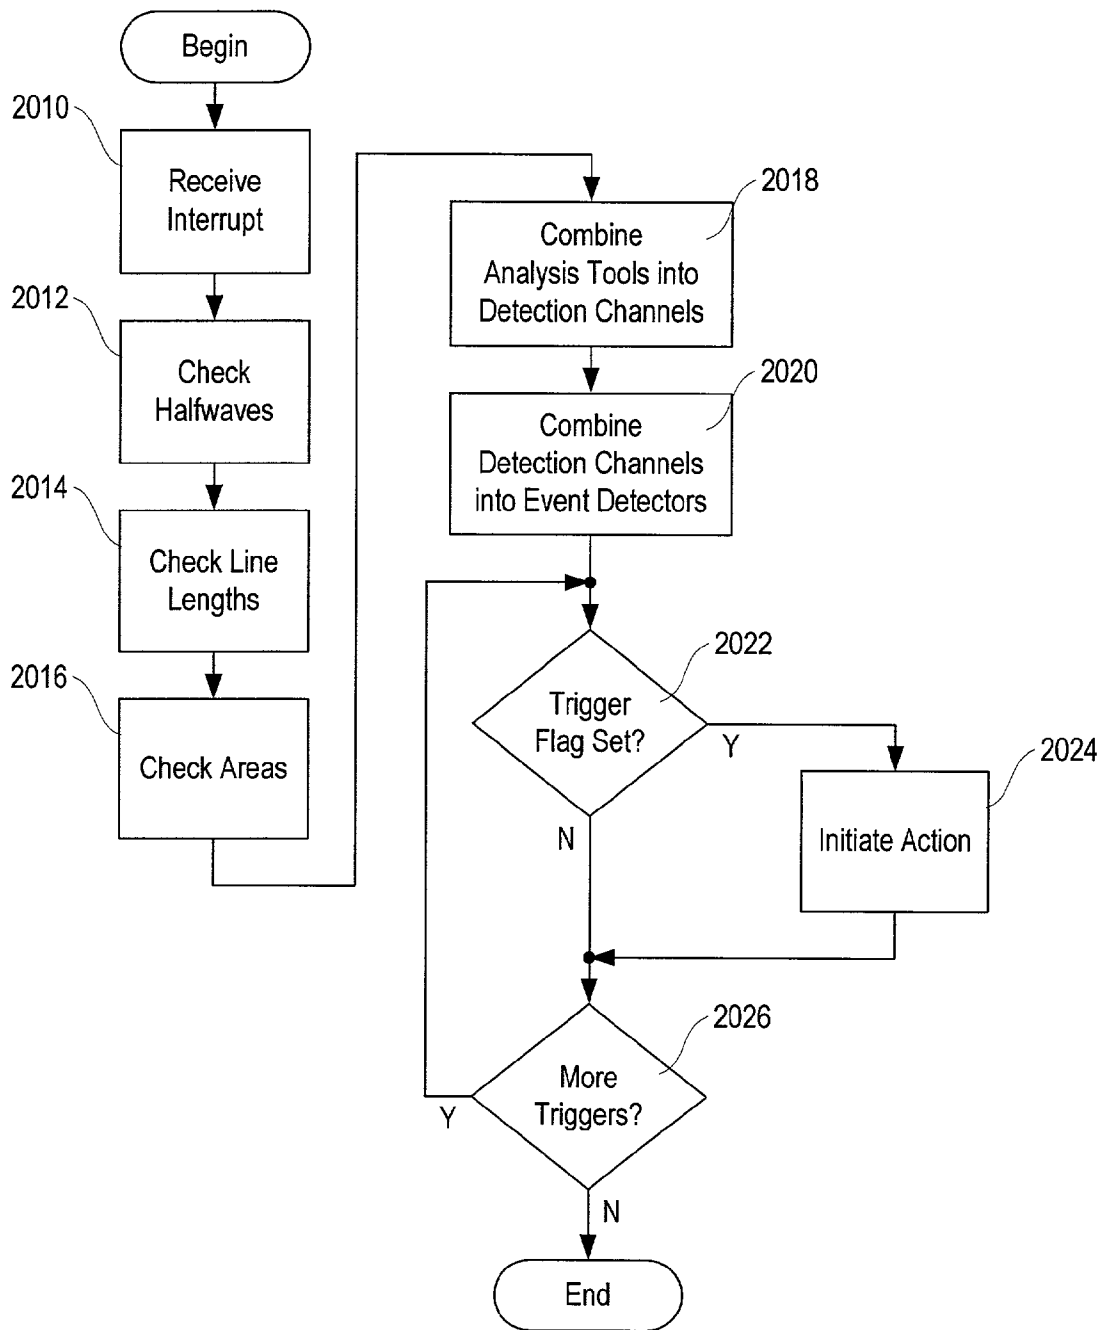 Begin
2010
Receive
Interrupt
2012
Check
Halfwaves
2014
Check Line
Lengths
2016
Check Areas
2018
Combine
Analysis Tools into
Detection Channels
2020
Combine
Detection Channels
into Event Detectors
2022
Trigger
Flag Set?
Y
N
2024
Initiate Action
2026
More
Triggers?
Y
N
End